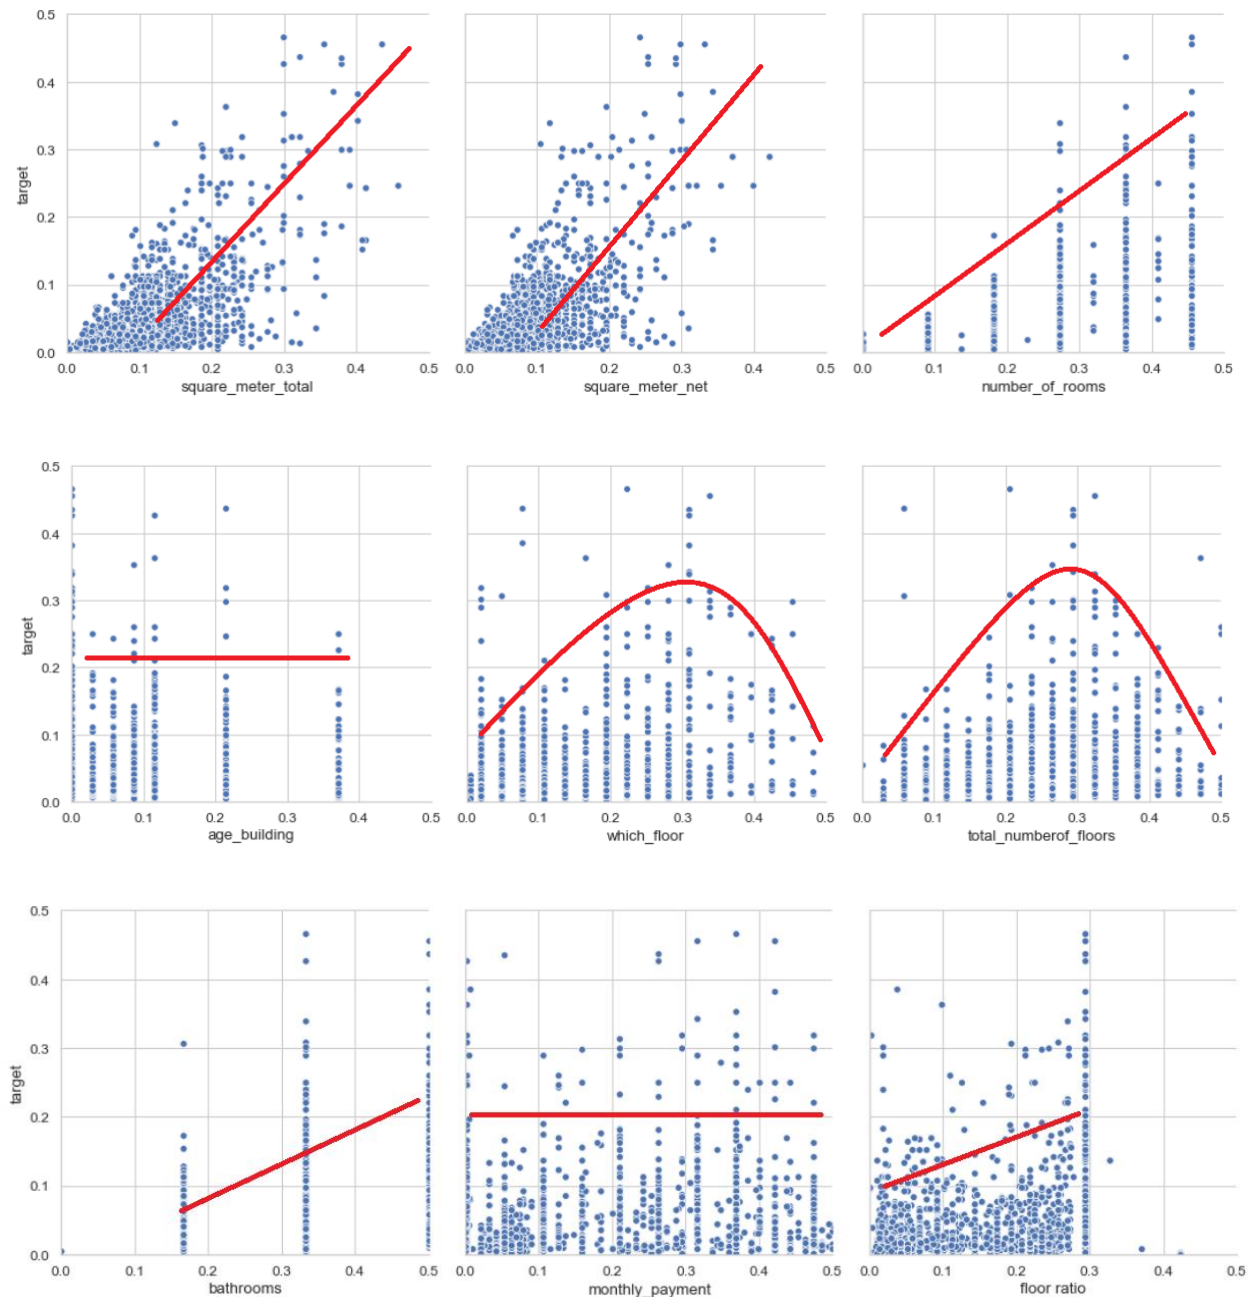 0.5
0.4
0.3
target
0.2
0.1
0.0
0.0 0.1 0.2 0.3 0.4 0.5 0.0 0.1 0.2 0.3 0.4 0.5 0.0 0.1 0.2 0.3 0.4 0.5
square_meter_total square_meter_net number_of_rooms
0.5
0.4
0.3
target
0.2
0.1
0.0
0.0 0.1 0.2 0.3 0.4 0.5 0.0 0.1 0.2 0.3 0.4 0.5 0.0 0.1 0.2 0.3 0.4 0.5
age_building which_floor total_numberof_floors
0.5
0.4
0.3
target
0.2
0.1
0.0
0.0 0.1 0.2 0.3 0.4 0.5 0.0 0.1 0.2 0.3 0.4 0.5 0.0 0.1 0.2 0.3 0.4 0.5
bathrooms monthly_payment floor ratio